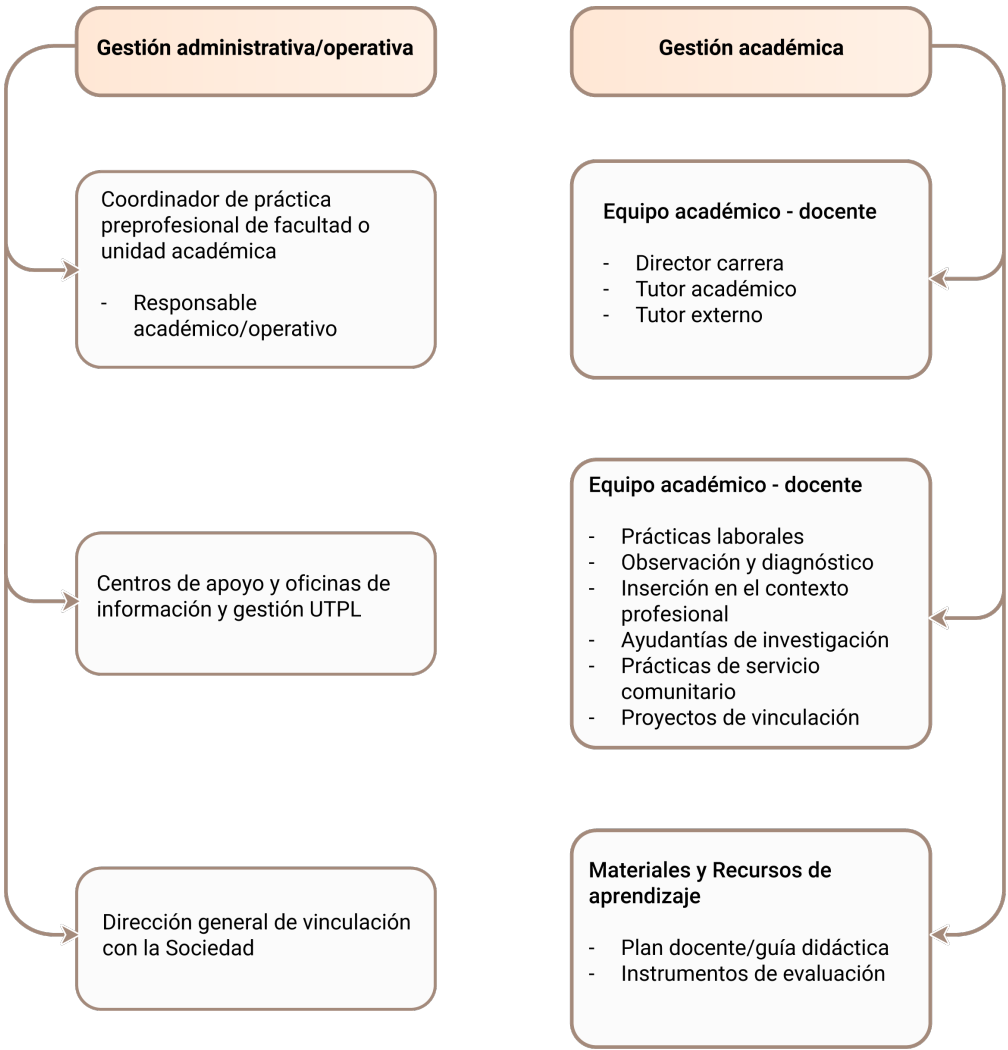 Gestión administrativa/operativa
Coordinador de práctica
preprofesional de facultad o
unidad académica
- Responsable
académico/operativo
Centros de apoyo y oficinas de
información y gestión UTPL
Dirección general de vinculación
con la Sociedad
Gestión académica
Equipo académico - docente
- Director carrera
- Tutor académico
- Tutor externo
Equipo académico - docente
- Prácticas laborales
- Observación y diagnóstico
- Inserción en el contexto
profesional
- Ayudantías de investigación
- Prácticas de servicio
comunitario
- Proyectos de vinculación
Materiales y Recursos de
aprendizaje
- Plan docente/guía didáctica
- Instrumentos de evaluación